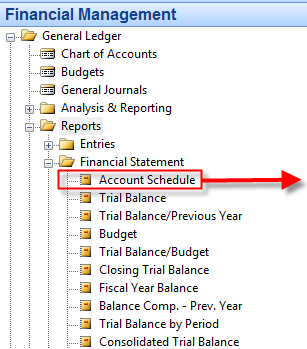 Financial Management
General Ledger
Chart of Accounts
Budgets
General Journals
Analysis & Reporting
Reports
Entries
Financial Statement
Account Schedule
Trial Balance
Trial Balance/Previous Year
Budget
Trial Balance/Budget
Closing Trial Balance
Fiscal Year Balance
Balance Comp. - Prev. Year
Trial Balance by Period
Consolidated Trial Balance